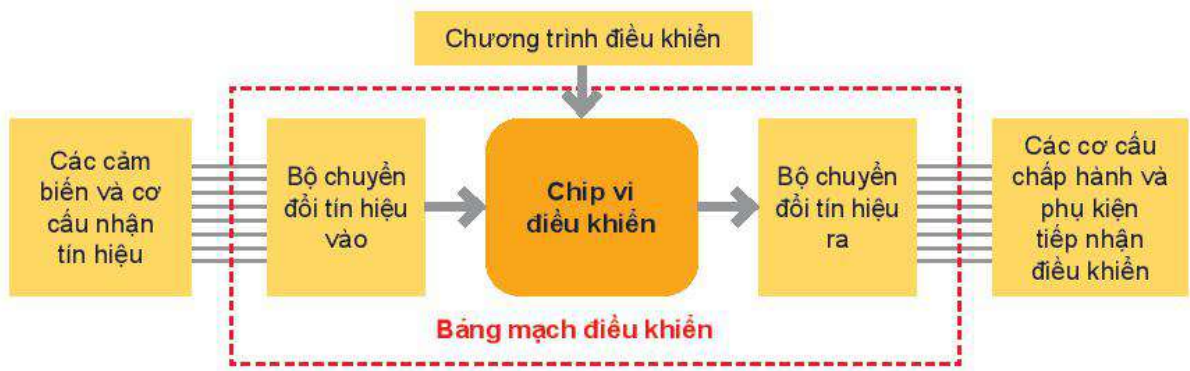 Chương trình điều khiển
Các cảm
biến và cơ
cấu nhận
tín hiệu
Bộ chuyển
đổi tín hiệu
vào
Chip vi
điều khiển
Bộ chuyển
đổi tín hiệu
ra
Các cơ cấu
chấp hành và
phụ kiện
tiếp nhận
điều khiển
Bảng mạch điều khiển